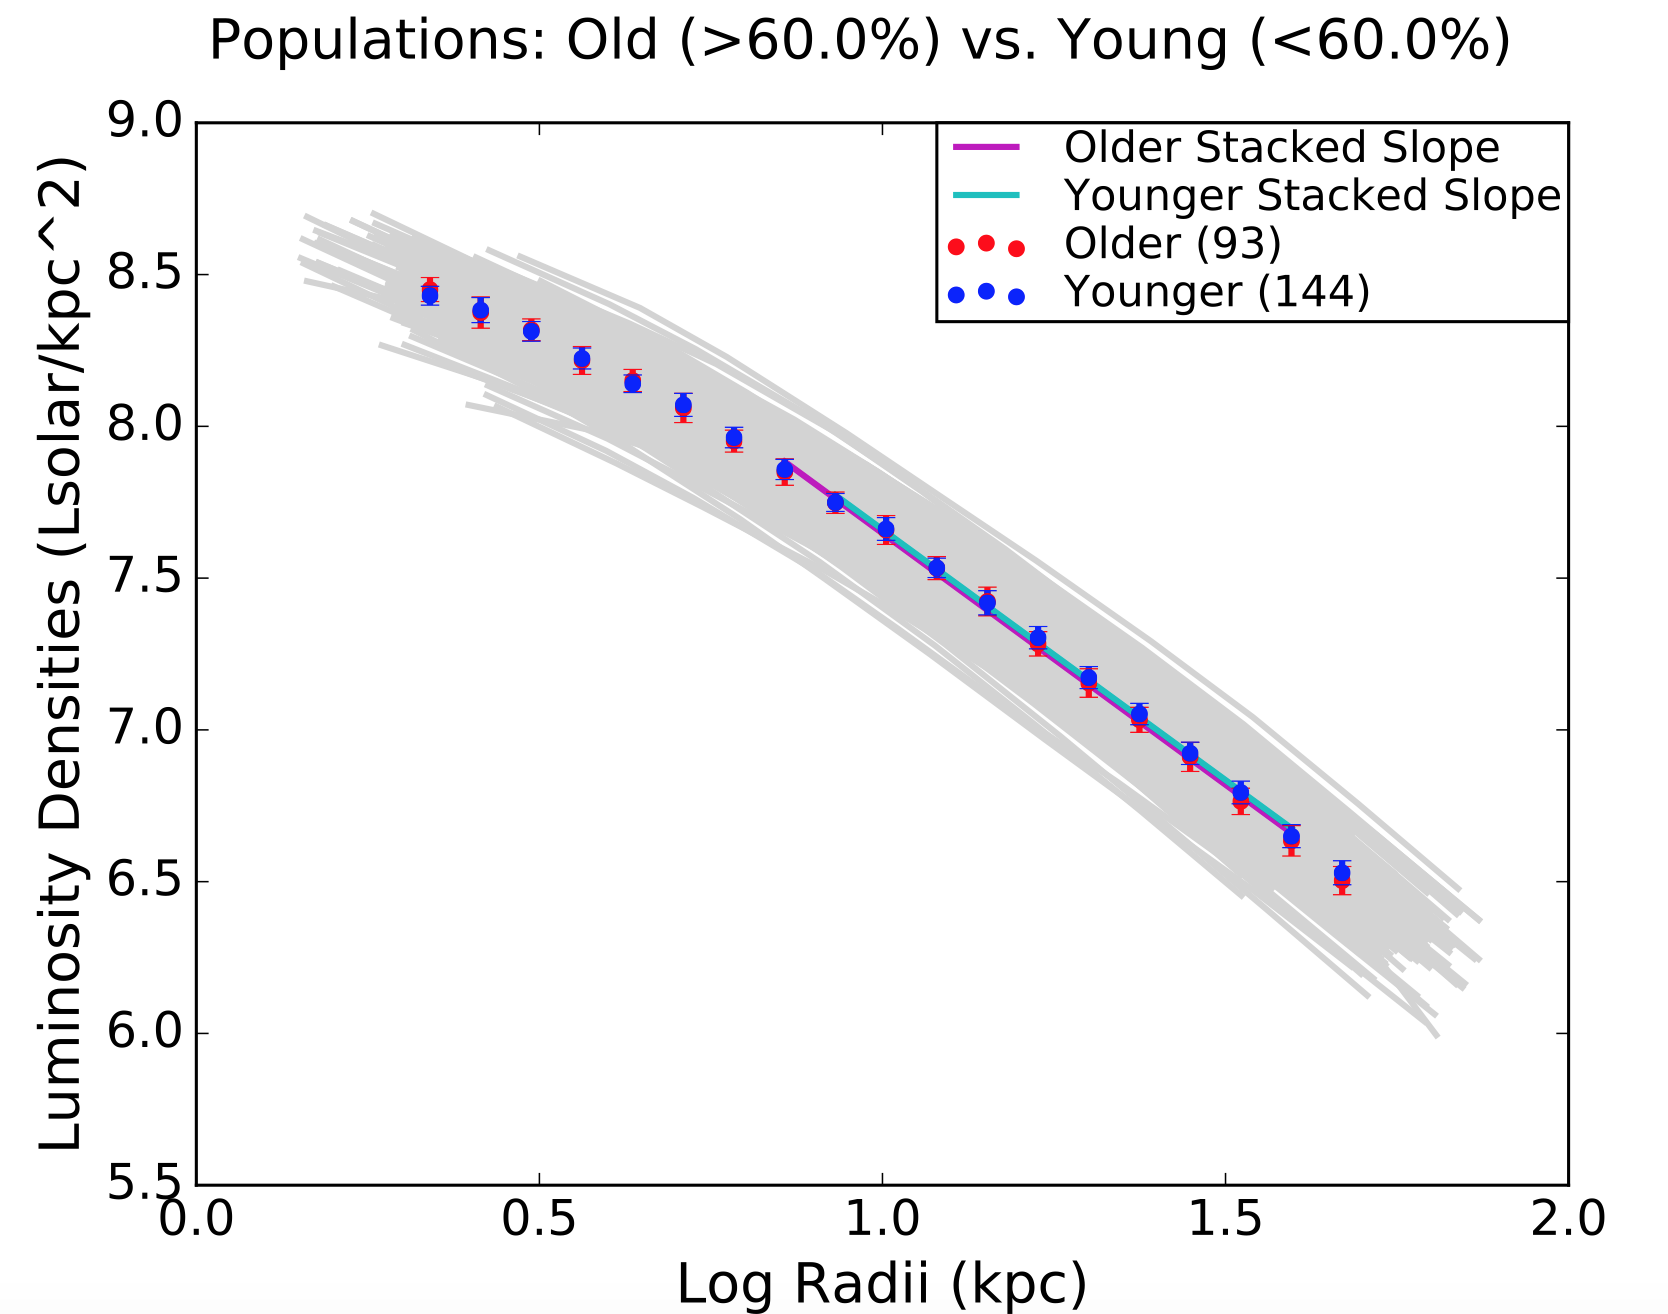 Populations: Old (>60.0%) vs. Young (<60.0%)
9.0
8.5
8.0
7.5
7.0
6.5
6.0
5.5
Luminosity Densities (Lsolar/kpc^2)
Older Stacked Slope
Younger Stacked Slope
Older (93)
Younger (144)
0.0 0.5 1.0 1.5 2.0
Log Radii (kpc)